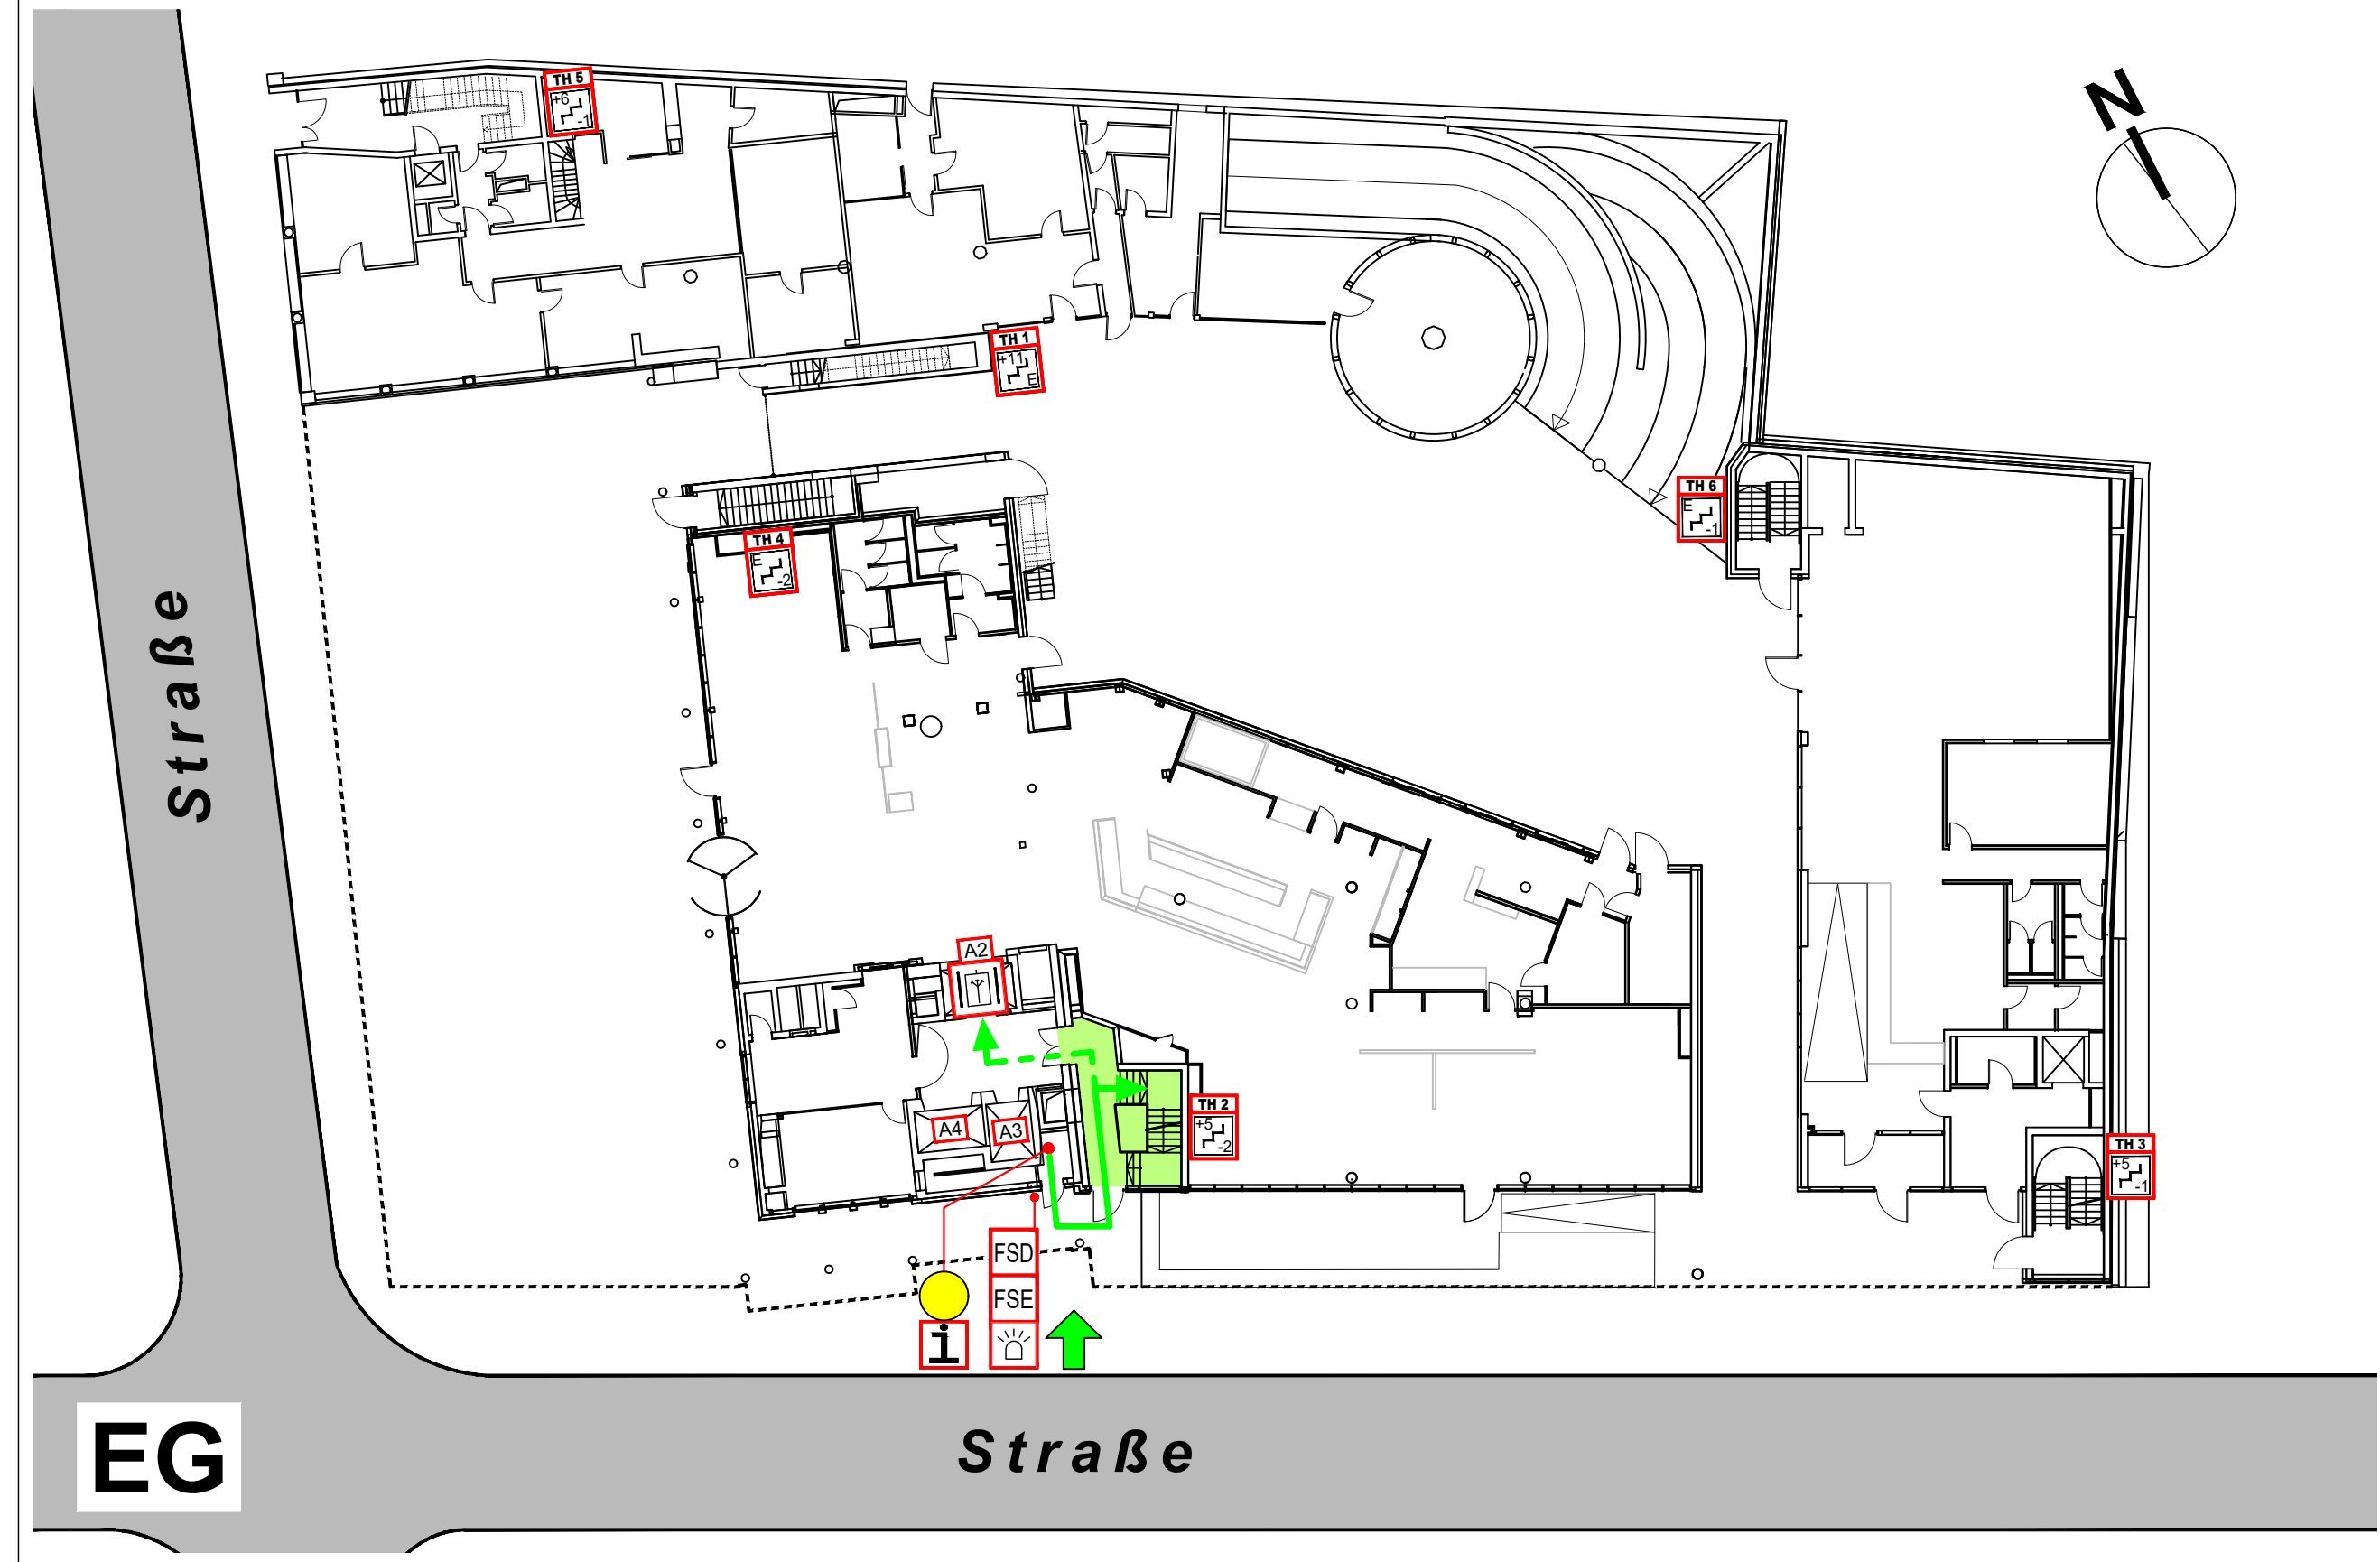 TH 5
+6
-1
N
TH 1
+11
E
TH 6
E
-1
TH 4
E
-2
Straße
A2
A4
A3
TH 2
+5
-2
TH 3
+5
-1
FSD
FSE
i
EG
Straße